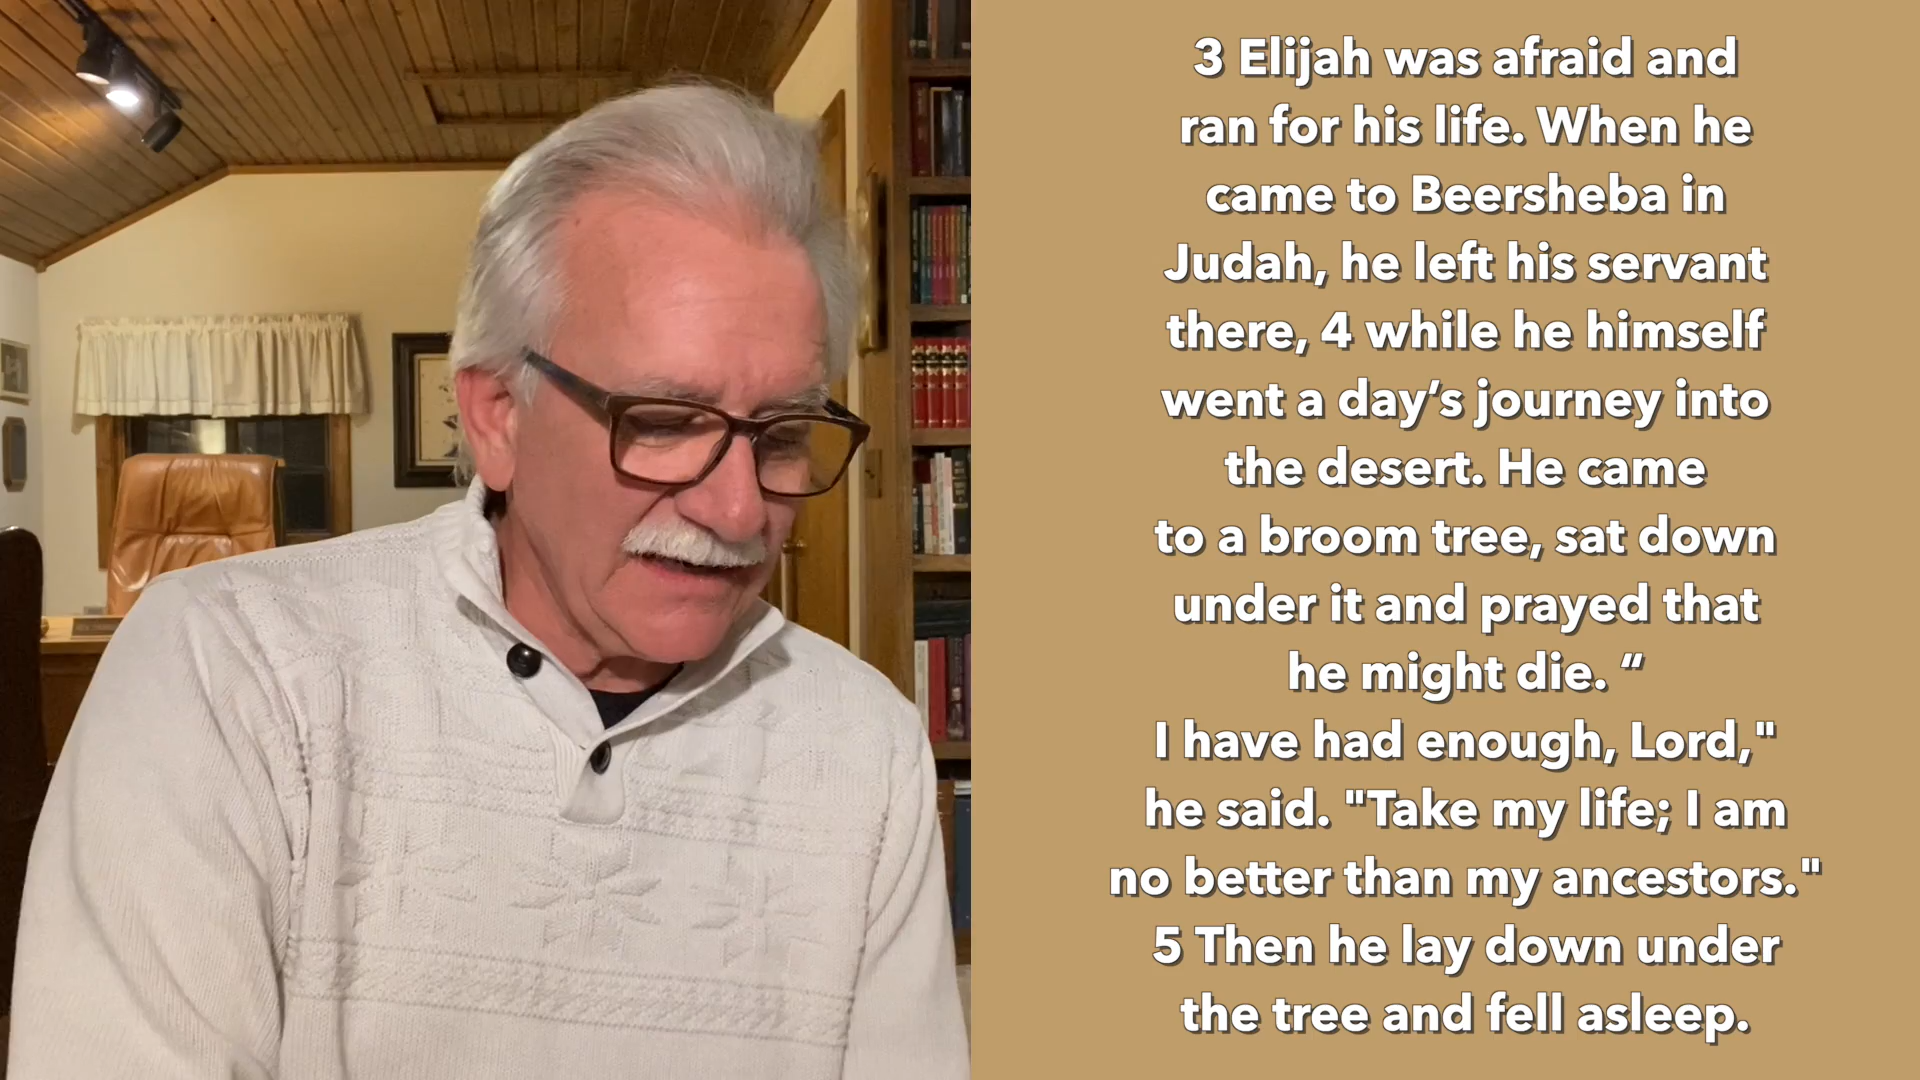 3 Elijah was afraid and
ran for his life. When he
came to Beersheba in
Judah, he left his servant
there, 4 while he himself
went a day’s journey into
the desert. He came
to a broom tree, sat down
under it and prayed that
he might die. “
I have had enough, Lord,"
he said. "Take my life; I am
no better than my ancestors."
5 Then he lay down under
the tree and fell asleep.